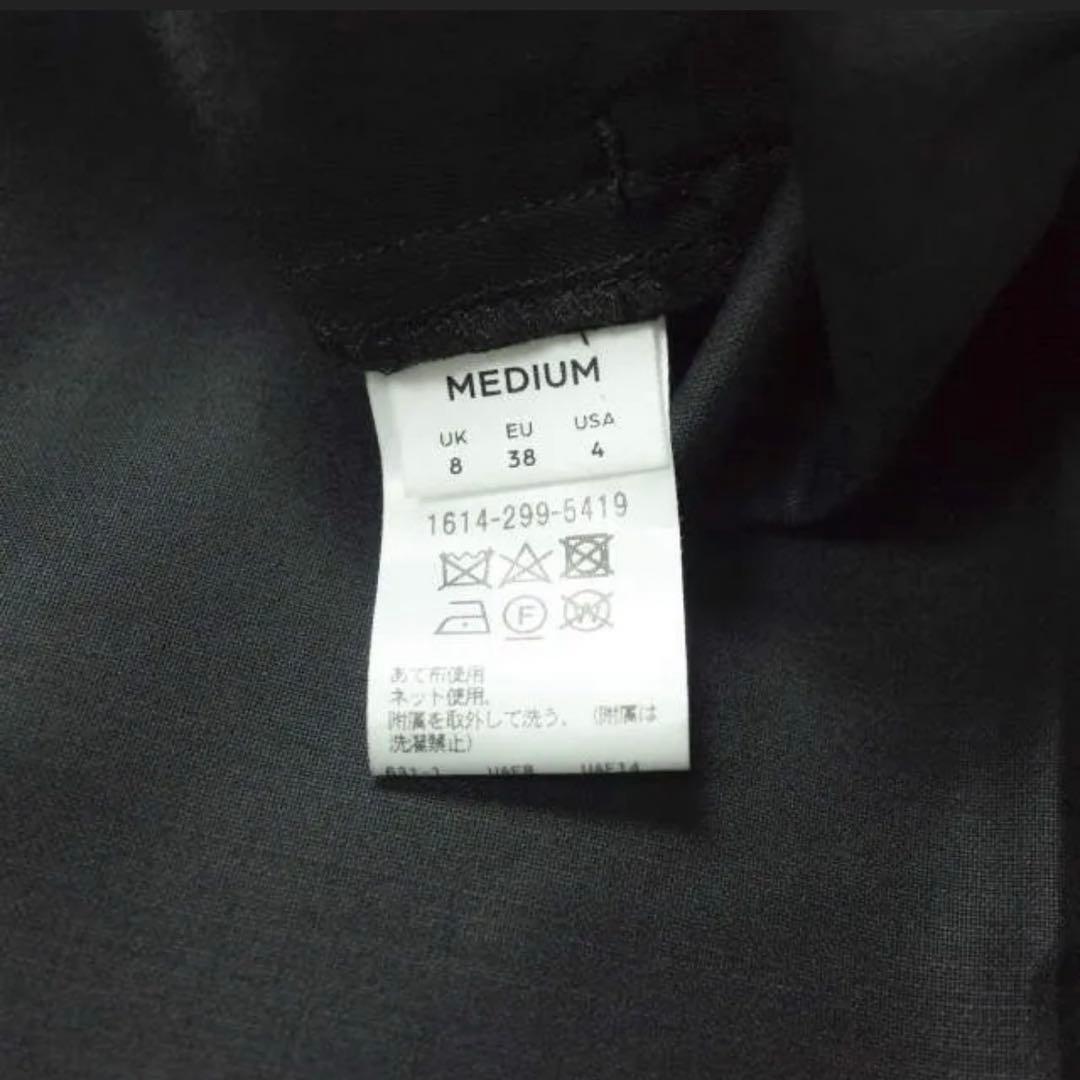 MEDIUM
UK EU USA
8 38 4
1614-299-5419
F
W
あて布使用
ネット使用、
附属を取外して洗う、（附属は
洗濯禁止）